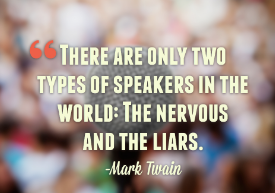 “There are only two
types of speakers in the
world: The nervous
and the liars.
-Mark Twain